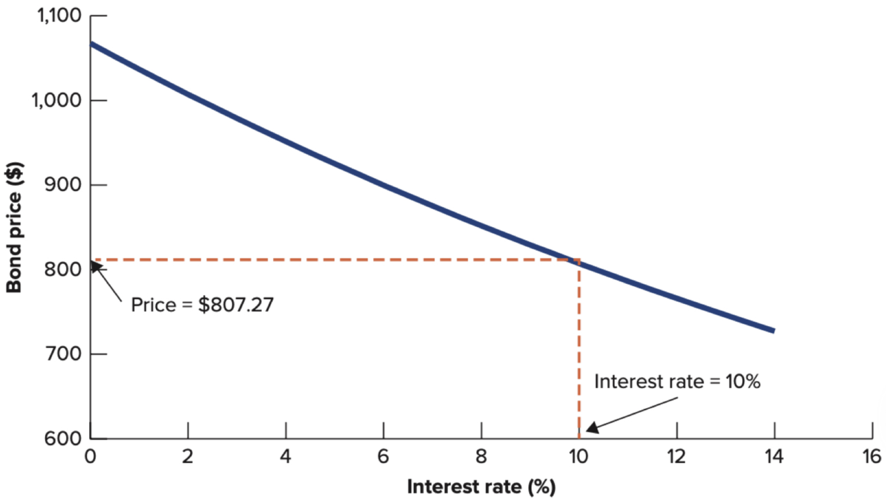 1,100
1,000
900
800
700
600
Bond price ($)
Price = $807.27
Interest rate = 10%
0 2 4 6 8 10 12 14 16
Interest rate (%)